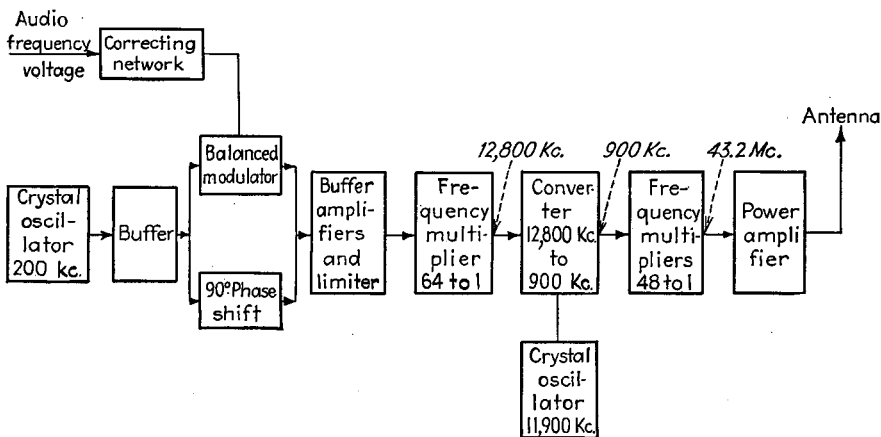 Audio
frequency
voltage
Correcting
network
Balanced
modulator
Crystal
oscil-
lator
200 kc.
Buffer
90° Phase
shift
Buffer
ampli-
fiers
and
limiter
Fre-
quency
multi-
plier
64 to 1
12,800 Kc.
Conver-
ter
12,800 Kc.
to
900 Kc.
Crystal
oscil-
lator
11,900 Kc.
900 Kc.
Fre-
quency
multi-
pliers
48 to 1
43.2 Mc.
Power
ampli-
fier
Antenna